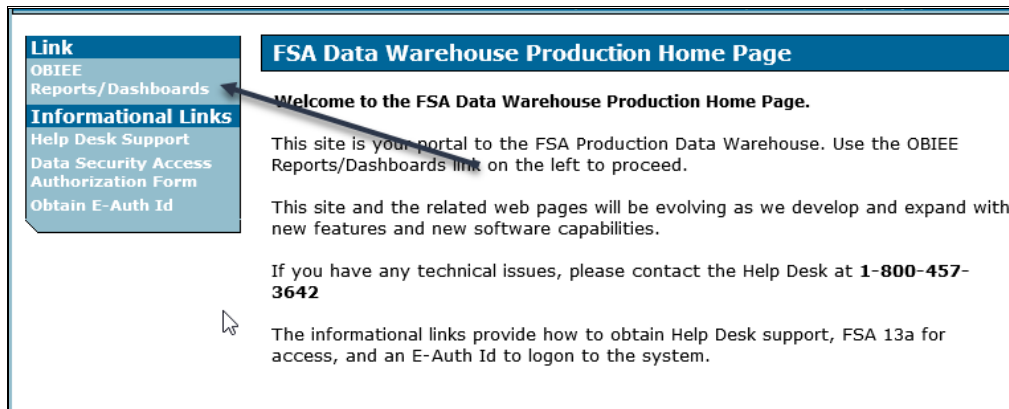 Link
OBIEE
Reports/Dashboards
Informational Links
Help Desk Support
Data Security Access
Authorization Form
Obtain E-Auth Id
FSA Data Warehouse Production Home Page
Welcome to the FSA Data Warehouse Production Home Page.
This site is your portal to the FSA Production Data Warehouse. Use the OBIEE
Reports/Dashboards link on the left to proceed.
This site and the related web pages will be evolving as we develop and expand with
new features and new software capabilities.
If you have any technical issues, please contact the Help Desk at 1-800-457-
3642
The informational links provide how to obtain Help Desk support, FSA 13a for
access, and an E-Auth Id to logon to the system.